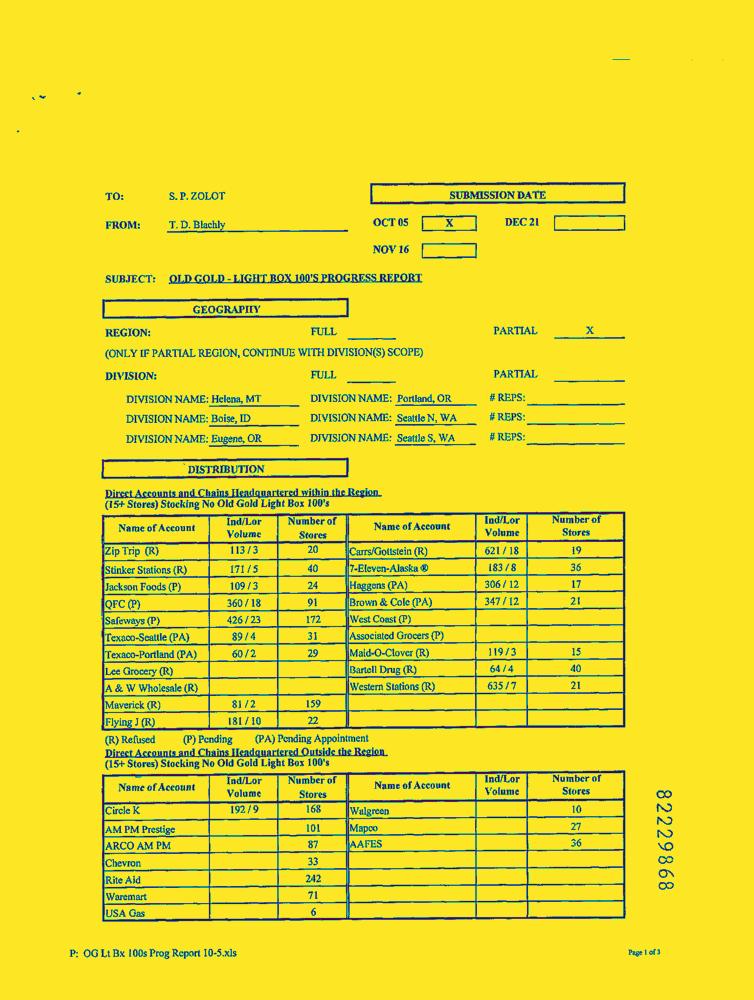 TO: S. P. ZOLOT SUBMISSION DATE
FROM: T. D. Blachly OCT 05 X DEC 21
NOV 16
SUBJECT: OLD GOLD - LIGHT BOX 100'S PROGRESS REPORT
GEOGRAPHY
REGION: FULL PARTIAL X
(ONLY IF PARTIAL REGION, CONTINUE WITH DIVISION(S) SCOPE)
DIVISION: FULL PARTIAL
DIVISION NAME: Helena, MT DIVISION NAME: Portland, OR # REPS:
DIVISION NAME: Boise, ID DIVISION NAME: Seattle N, WA # REPS:
DIVISION NAME: Eugene, OR DIVISION NAME: Seattle S, WA # REPS:
DISTRIBUTION
Direct Accounts and Chains Headquartered within the Region
(15+ Stores) Stocking No Old Gold Light Box 100's
Name of Account Ind/Lor Volume Number of Stores Name of Account Ind/Lor Volume Number of Stores
Zip Trip (R) 113 / 3 20 Carrs/Gottstein (R) 621 / 18 19
Stinker Stations (R) 171 / 5 40 7-Eleven-Alaska ® 183 / 8 36
Jackson Foods (P) 109 / 3 24 Haggens (PA) 306 / 12 17
QFC (P) 360 / 18 91 Brown & Cole (PA) 347 / 12 21
Safeways (P) 426 / 23 172 West Coast (P)
Texaco-Seattle (PA) 89 / 4 31 Associated Grocers (P)
Texaco-Portland (PA) 60 / 2 29 Maid-O-Clover (R) 119 / 3 15
Lee Grocery (R) Bartell Drug (R) 64 / 4 40
A & W Wholesale (R) Western Stations (R) 635 / 7 21
Maverick (R) 81 / 2 159
Flying J (R) 181 / 10 22
(R) Refused (P) Pending (PA) Pending Appointment
Direct Accounts and Chains Headquartered Outside the Region
(15+ Stores) Stocking No Old Gold Light Box 100's
Name of Account Ind/Lor Volume Number of Stores Name of Account Ind/Lor Volume Number of Stores
Circle K 192 / 9 168 Walgreen 10
AM PM Prestige 101 Mapco 27
ARCO AM PM 87 AAFES 36
Chevron 33
Rite Aid 242
Waremart 71
USA Gas 6
82229868
P: OG Lt Bx 100s Prog Report 10-5.xls Page 1 of 3